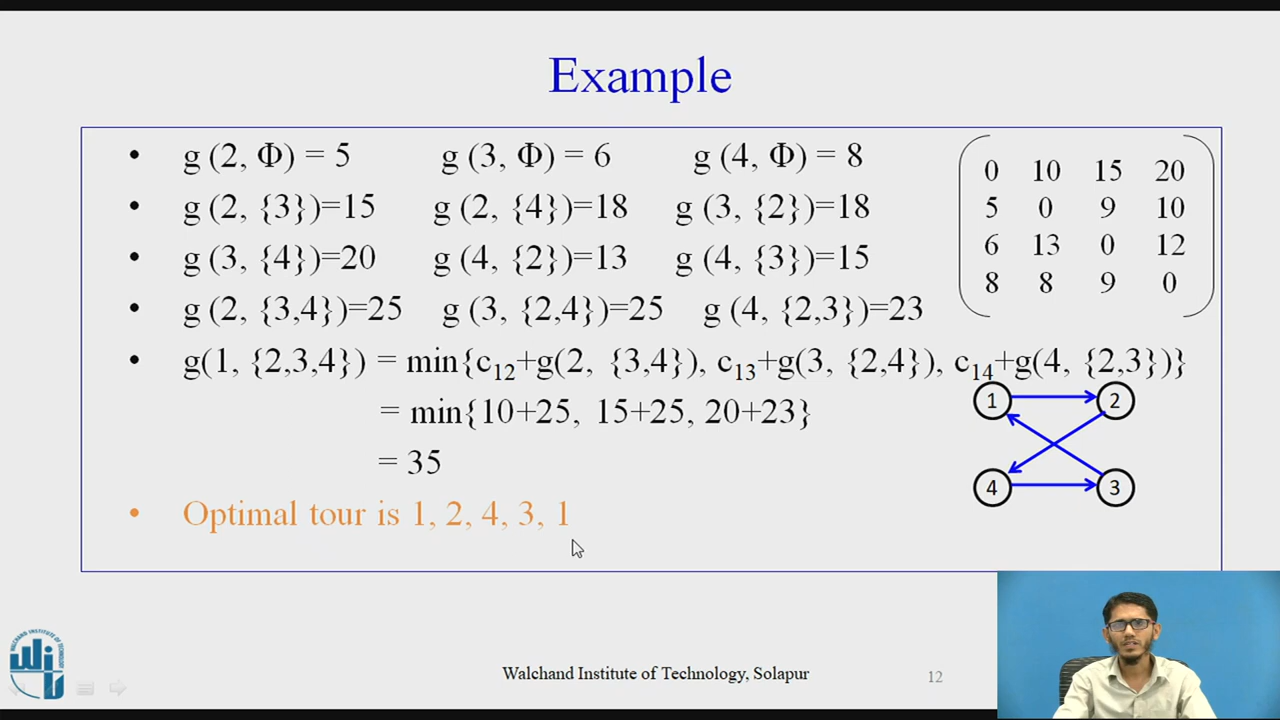 Example
• g (2, Φ) = 5 g (3, Φ) = 6 g (4, Φ) = 8
• g (2, {3})=15 g (2, {4})=18 g (3, {2})=18
• g (3, {4})=20 g (4, {2})=13 g (4, {3})=15
• g (2, {3,4})=25 g (3, {2,4})=25 g (4, {2,3})=23
• g(1, {2,3,4}) = min{c₁₂+g(2, {3,4}), c₁₃+g(3, {2,4}), c₁₄+g(4, {2,3})}
= min{10+25, 15+25, 20+23}
= 35
• Optimal tour is 1, 2, 4, 3, 1
0 10 15 20
5 0 9 10
6 13 0 12
8 8 9 0
1 2
4 3
WALCHAND INSTITUTE OF TECHNOLOGY
WIT
Walchand Institute of Technology, Solapur
12